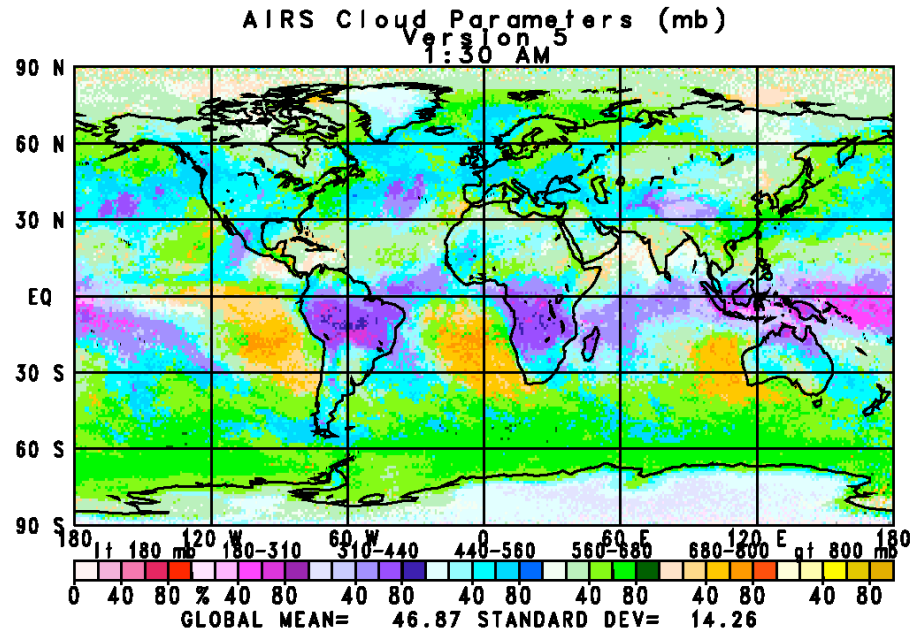 AIRS Cloud Parameters (mb)
Version 5
1:30 AM
90 N
60 N
30 N
EQ
30 S
60 S
90 S
180 120 W 60 W 0 60 E 120 E 180
lt 180 mb 180-310 310-440 440-560 560-680 680-800 gt 800 mb
0 40 80 % 40 80 40 80 40 80 40 80 40 80 40 80
GLOBAL MEAN= 46.87 STANDARD DEV= 14.26